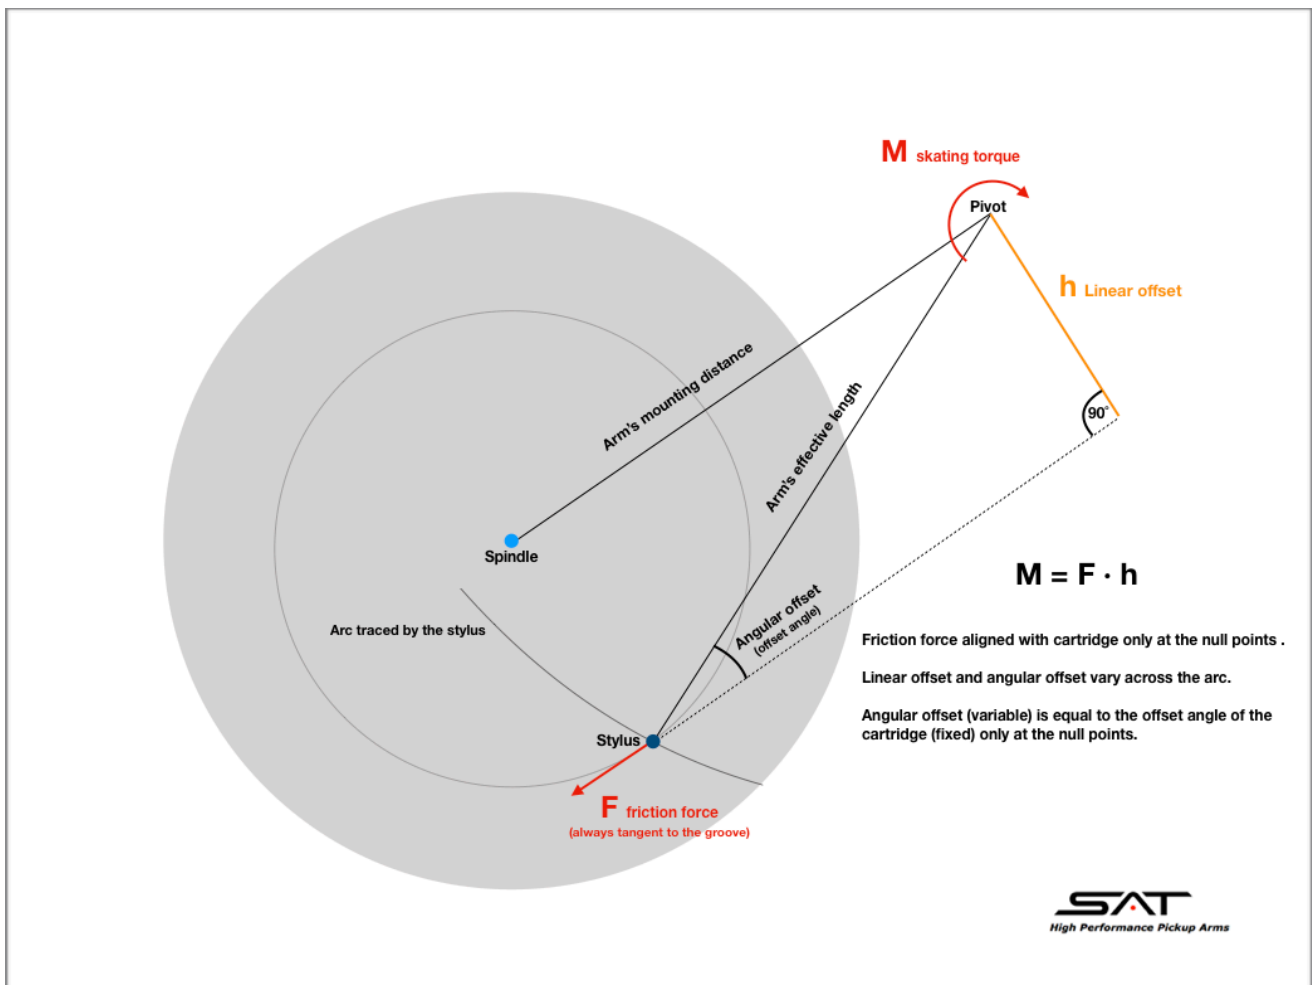 M skating torque
Pivot
h Linear offset
Arm's mounting distance
Arm's effective length
90°
Spindle
M = F · h
Angular offset
(offset angle)
Arc traced by the stylus
Friction force aligned with cartridge only at the null points .
Linear offset and angular offset vary across the arc.
Angular offset (variable) is equal to the offset angle of the
cartridge (fixed) only at the null points.
Stylus
F friction force
(always tangent to the groove)
SAT
High Performance Pickup Arms